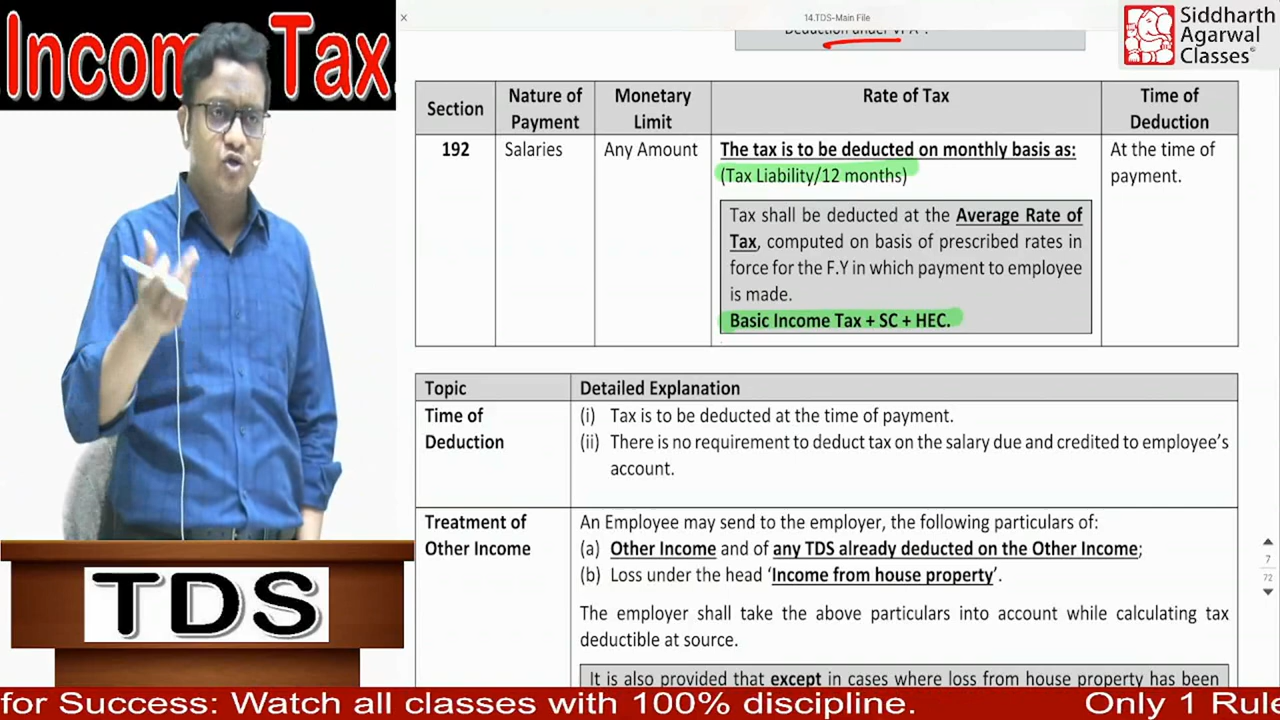 Income Tax
14.TDS-Main File
Siddharth
Agarwal
Classes
Deduction under VI-A
Section
Nature of
Payment
Monetary
Limit
Rate of Tax
Time of
Deduction
192
Salaries
Any Amount
The tax is to be deducted on monthly basis as:
(Tax Liability/12 months)
Tax shall be deducted at the Average Rate of
Tax, computed on basis of prescribed rates in
force for the F.Y in which payment to employee
is made.
Basic Income Tax + SC + HEC.
At the time of
payment.
Topic
Detailed Explanation
Time of
Deduction
(i) Tax is to be deducted at the time of payment.
(ii) There is no requirement to deduct tax on the salary due and credited to employee's
account.
Treatment of
Other Income
An Employee may send to the employer, the following particulars of:
(a) Other Income and of any TDS already deducted on the Other Income;
(b) Loss under the head 'Income from house property'.
The employer shall take the above particulars into account while calculating tax
deductible at source.
It is also provided that except in cases where loss from house property has been
7
72
TDS
for Success: Watch all classes with 100% discipline.
Only 1 Rule